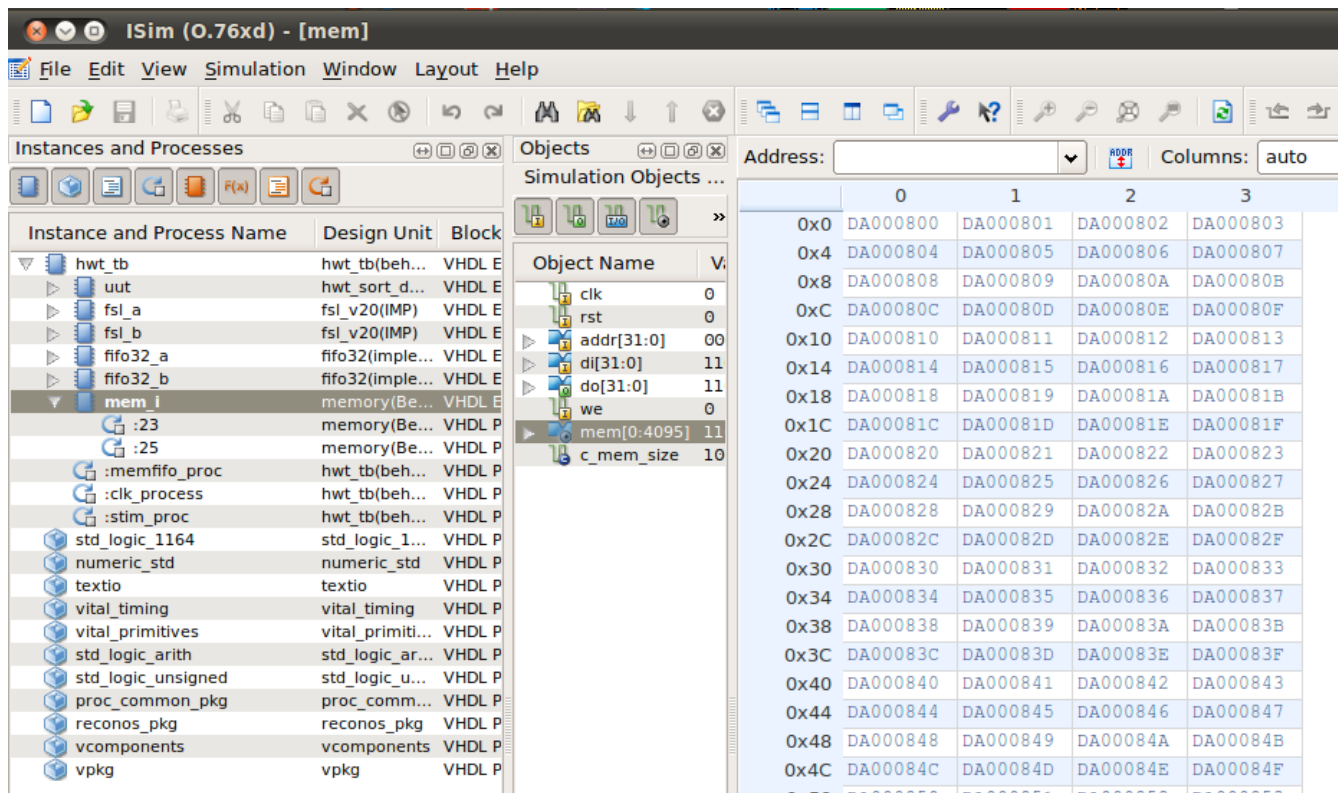 ISim (O.76xd) - [mem]
File Edit View Simulation Window Layout Help
Instances and Processes
F(x)
Instance and Process Name Design Unit Block
hwt_tb hwt_tb(beh... VHDL E
uut hwt_sort_d... VHDL E
fsl_a fsl_v20(IMP) VHDL E
fsl_b fsl_v20(IMP) VHDL E
fifo32_a fifo32(imple... VHDL E
fifo32_b fifo32(imple... VHDL E
mem_i memory(Be... VHDL E
:23 memory(Be... VHDL P
:25 memory(Be... VHDL P
:memfifo_proc hwt_tb(beh... VHDL P
:clk_process hwt_tb(beh... VHDL P
:stim_proc hwt_tb(beh... VHDL P
std_logic_1164 std_logic_1... VHDL P
numeric_std numeric_std VHDL P
textio textio VHDL P
vital_timing vital_timing VHDL P
vital_primitives vital_primiti... VHDL P
std_logic_arith std_logic_ar... VHDL P
std_logic_unsigned std_logic_u... VHDL P
proc_common_pkg proc_comm... VHDL P
reconos_pkg reconos_pkg VHDL P
vcomponents vcomponents VHDL P
vpkg vpkg VHDL P
Objects
Simulation Objects ...
I O I/O »
Object Name
clk 0
rst 0
addr[31:0] 00
di[31:0] 11
do[31:0] 11
we 0
mem[0:4095] 11
c_mem_size 10
Address: ADDR Columns: auto
0 1 2 3
0x0 DA000800 DA000801 DA000802 DA000803
0x4 DA000804 DA000805 DA000806 DA000807
0x8 DA000808 DA000809 DA00080A DA00080B
0xC DA00080C DA00080D DA00080E DA00080F
0x10 DA000810 DA000811 DA000812 DA000813
0x14 DA000814 DA000815 DA000816 DA000817
0x18 DA000818 DA000819 DA00081A DA00081B
0x1C DA00081C DA00081D DA00081E DA00081F
0x20 DA000820 DA000821 DA000822 DA000823
0x24 DA000824 DA000825 DA000826 DA000827
0x28 DA000828 DA000829 DA00082A DA00082B
0x2C DA00082C DA00082D DA00082E DA00082F
0x30 DA000830 DA000831 DA000832 DA000833
0x34 DA000834 DA000835 DA000836 DA000837
0x38 DA000838 DA000839 DA00083A DA00083B
0x3C DA00083C DA00083D DA00083E DA00083F
0x40 DA000840 DA000841 DA000842 DA000843
0x44 DA000844 DA000845 DA000846 DA000847
0x48 DA000848 DA000849 DA00084A DA00084B
0x4C DA00084C DA00084D DA00084E DA00084F